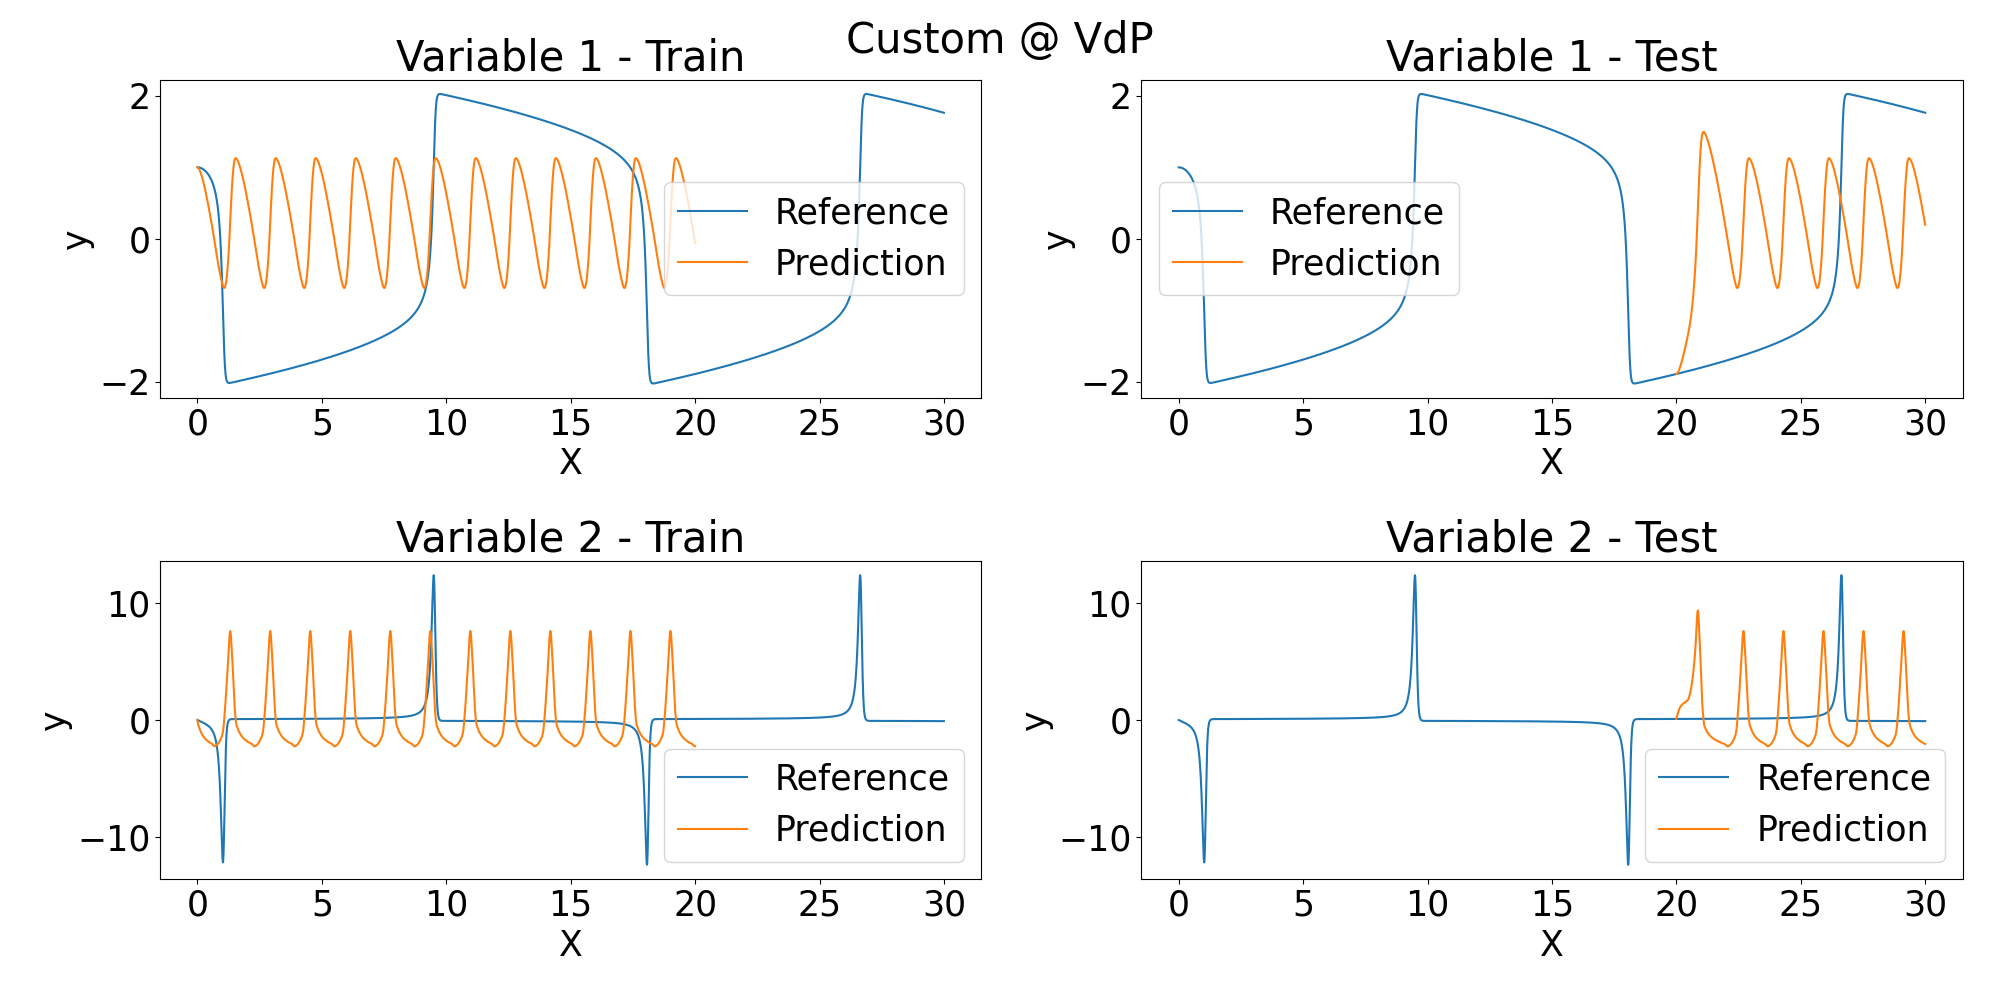 Custom @ VdP
Variable 1 - Train
2
0
−2
y
0 5 10 15 20 25 30
X
Reference
Prediction
Variable 1 - Test
2
0
−2
y
0 5 10 15 20 25 30
X
Reference
Prediction
Variable 2 - Train
10
0
−10
y
0 5 10 15 20 25 30
X
Reference
Prediction
Variable 2 - Test
10
0
−10
y
0 5 10 15 20 25 30
X
Reference
Prediction